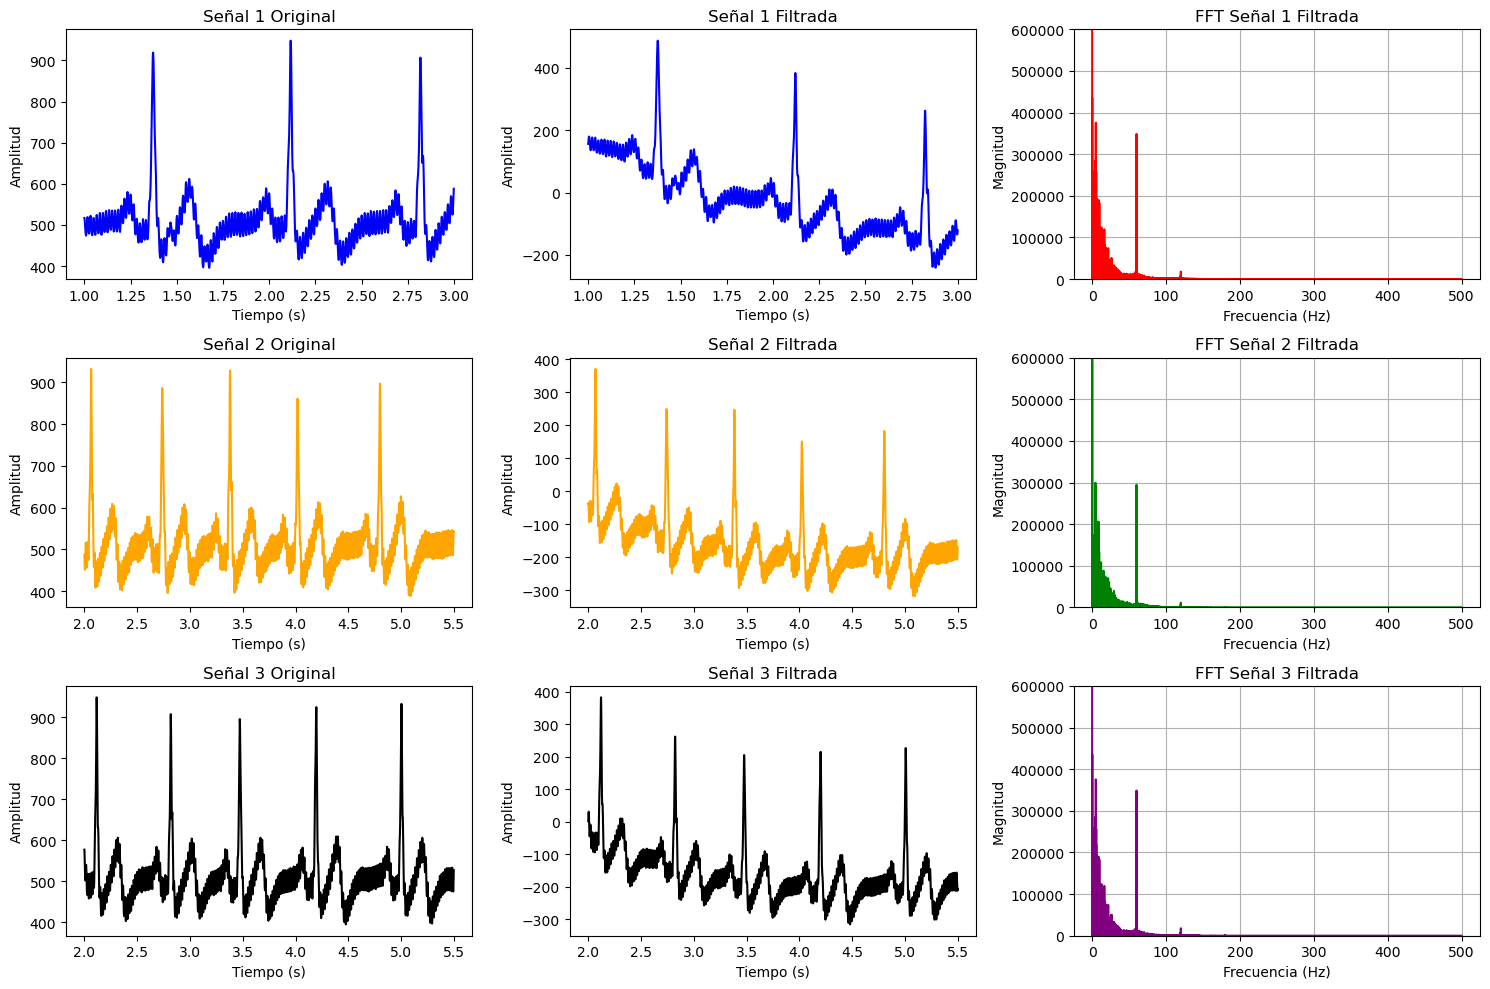 Señal 1 Original
Amplitud
900
800
700
600
500
400
1.00 1.25 1.50 1.75 2.00 2.25 2.50 2.75 3.00
Tiempo (s)
Señal 1 Filtrada
Amplitud
400
200
0
−200
1.00 1.25 1.50 1.75 2.00 2.25 2.50 2.75 3.00
Tiempo (s)
FFT Señal 1 Filtrada
Magnitud
600000
500000
400000
300000
200000
100000
0
0 100 200 300 400 500
Frecuencia (Hz)
Señal 2 Original
Amplitud
900
800
700
600
500
400
2.0 2.5 3.0 3.5 4.0 4.5 5.0 5.5
Tiempo (s)
Señal 2 Filtrada
Amplitud
400
300
200
100
0
−100
−200
−300
2.0 2.5 3.0 3.5 4.0 4.5 5.0 5.5
Tiempo (s)
FFT Señal 2 Filtrada
Magnitud
600000
500000
400000
300000
200000
100000
0
0 100 200 300 400 500
Frecuencia (Hz)
Señal 3 Original
Amplitud
900
800
700
600
500
400
2.0 2.5 3.0 3.5 4.0 4.5 5.0 5.5
Tiempo (s)
Señal 3 Filtrada
Amplitud
400
300
200
100
0
−100
−200
−300
2.0 2.5 3.0 3.5 4.0 4.5 5.0 5.5
Tiempo (s)
FFT Señal 3 Filtrada
Magnitud
600000
500000
400000
300000
200000
100000
0
0 100 200 300 400 500
Frecuencia (Hz)